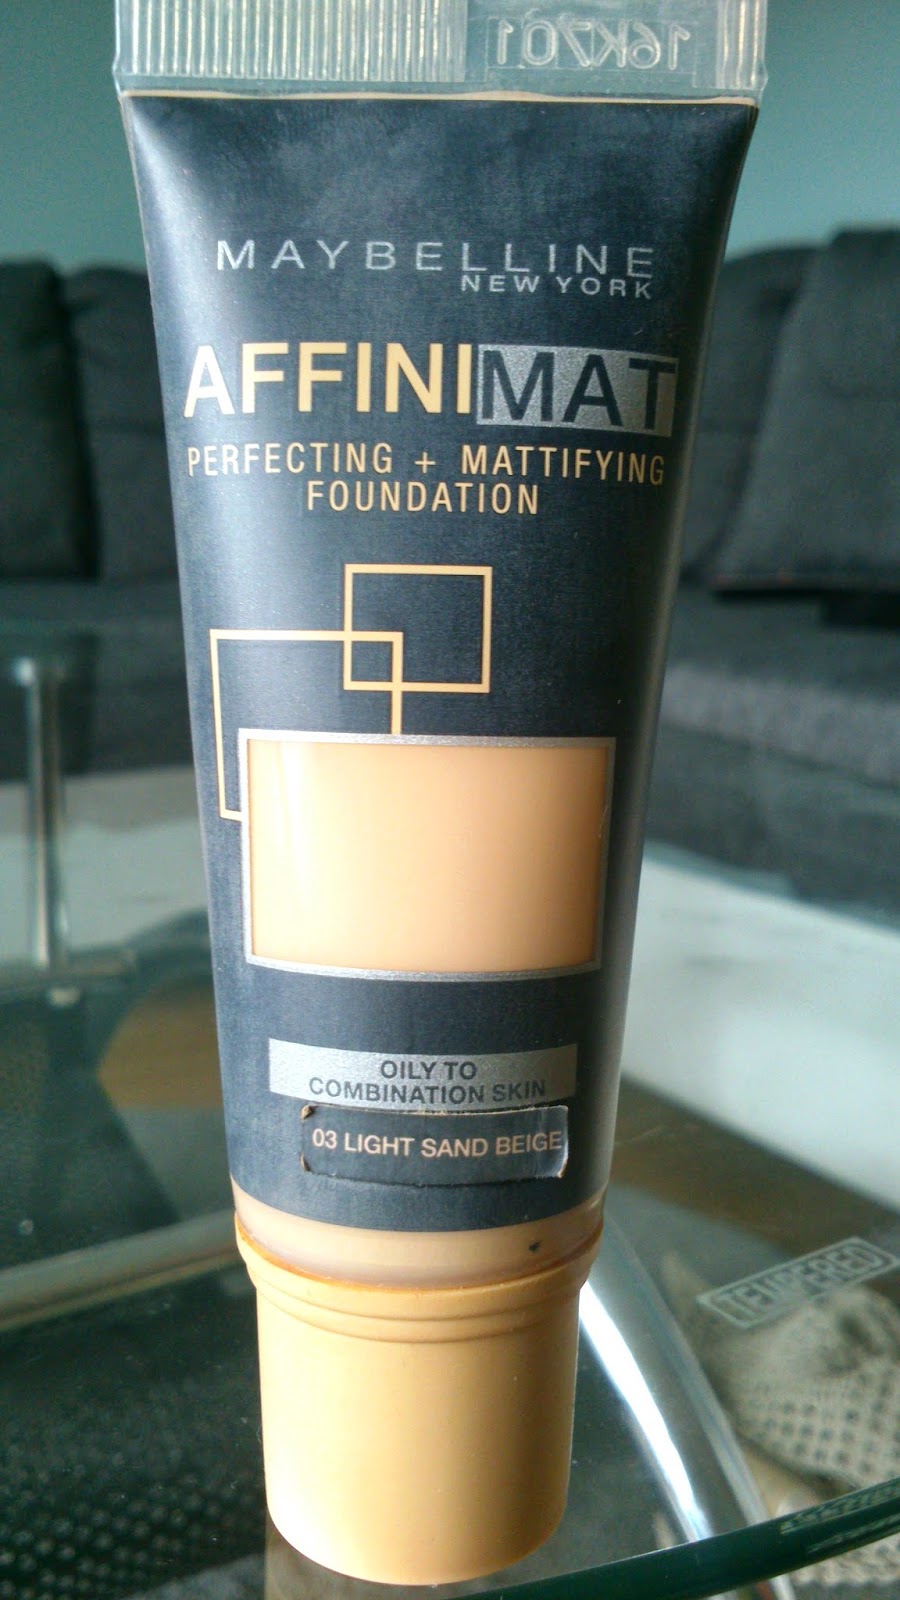 16K701
MAYBELLINE
NEW YORK
AFFINIMAT
PERFECTING + MATTIFYING
FOUNDATION
OILY TO
COMBINATION SKIN
03 LIGHT SAND BEIGE
TEMPERED